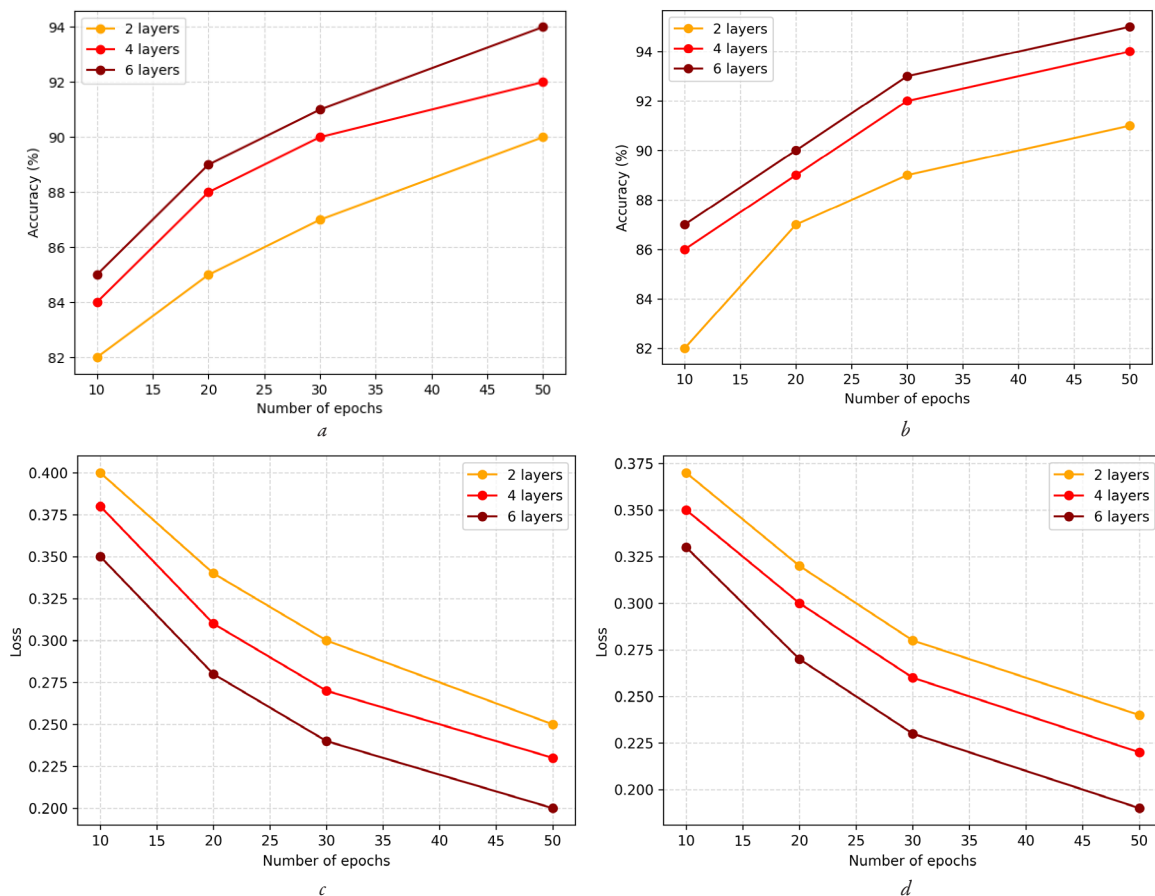 94
92
90
88
86
84
82
Accuracy (%)
2 layers
4 layers
6 layers
10 15 20 25 30 35 40 45 50
Number of epochs
a
94
92
90
88
86
84
82
Accuracy (%)
2 layers
4 layers
6 layers
10 15 20 25 30 35 40 45 50
Number of epochs
b
0.400
0.375
0.350
0.325
0.300
0.275
0.250
0.225
0.200
Loss
2 layers
4 layers
6 layers
10 15 20 25 30 35 40 45 50
Number of epochs
c
0.375
0.350
0.325
0.300
0.275
0.250
0.225
0.200
Loss
2 layers
4 layers
6 layers
10 15 20 25 30 35 40 45 50
Number of epochs
d